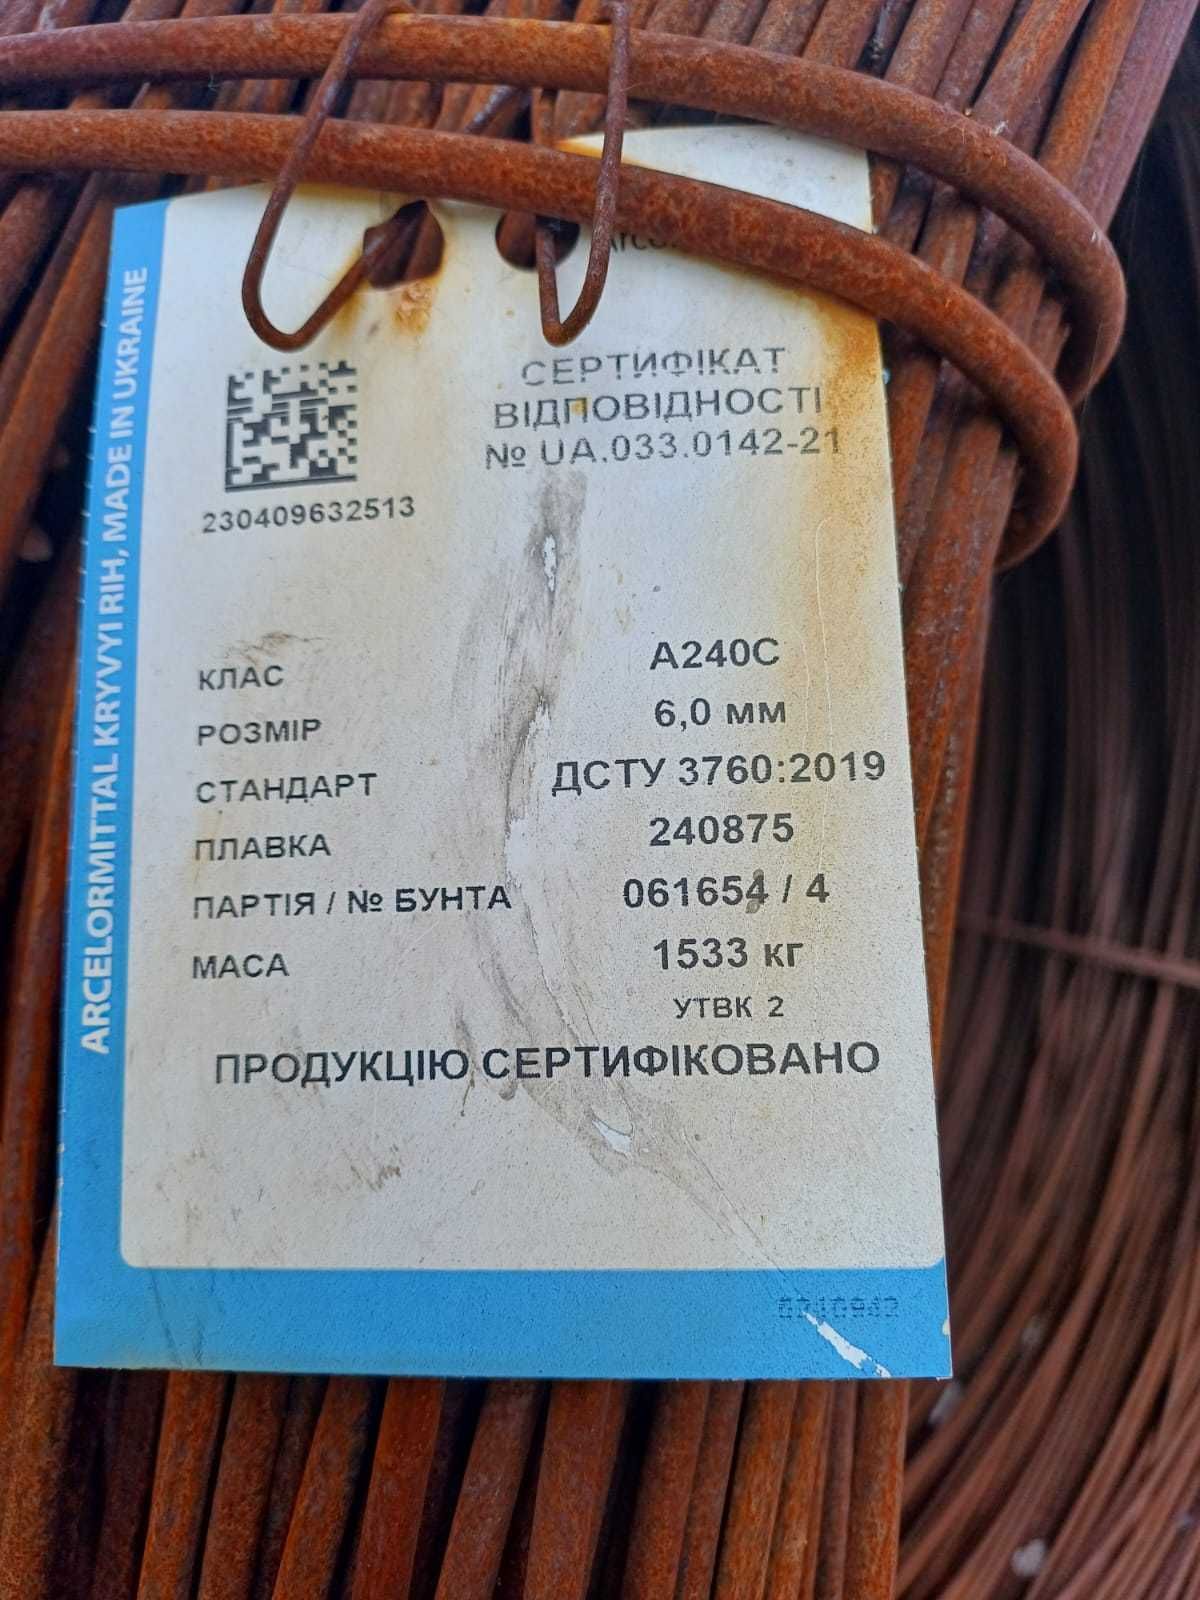 СЕРТИФІКАТ
ВІДПОВІДНОСТІ
№ UA.033.0142-21
230409632513
КЛАС А240С
РОЗМІР 6,0 мм
СТАНДАРТ ДСТУ 3760:2019
ПЛАВКА 240875
ПАРТІЯ / № БУНТА 061654 / 4
МАСА 1533 кг
УТВК 2
ПРОДУКЦІЮ СЕРТИФІКОВАНО
ARCELORMITTAL KRYVYI RIH, MADE IN UKRAINE